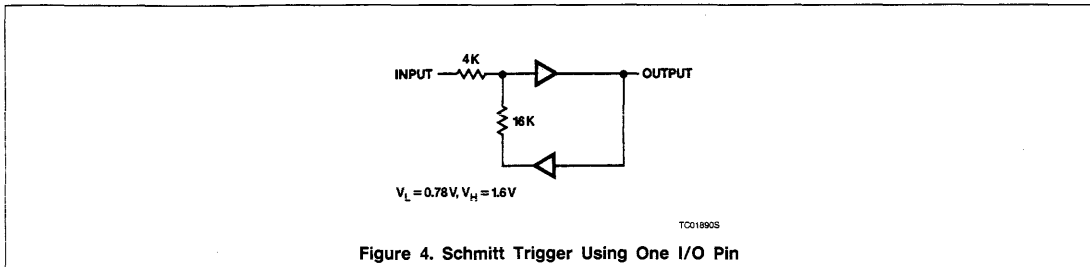 4K
INPUT
OUTPUT
16K
V_L = 0.78V, V_H = 1.6V
TC01890S
Figure 4. Schmitt Trigger Using One I/O Pin